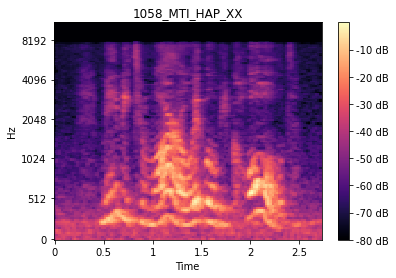 1058_MTI_HAP_XX
8192
4096
2048
1024
512
0
Hz
0 0.5 1 1.5 2 2.5
Time
-10 dB
-20 dB
-30 dB
-40 dB
-50 dB
-60 dB
-70 dB
-80 dB